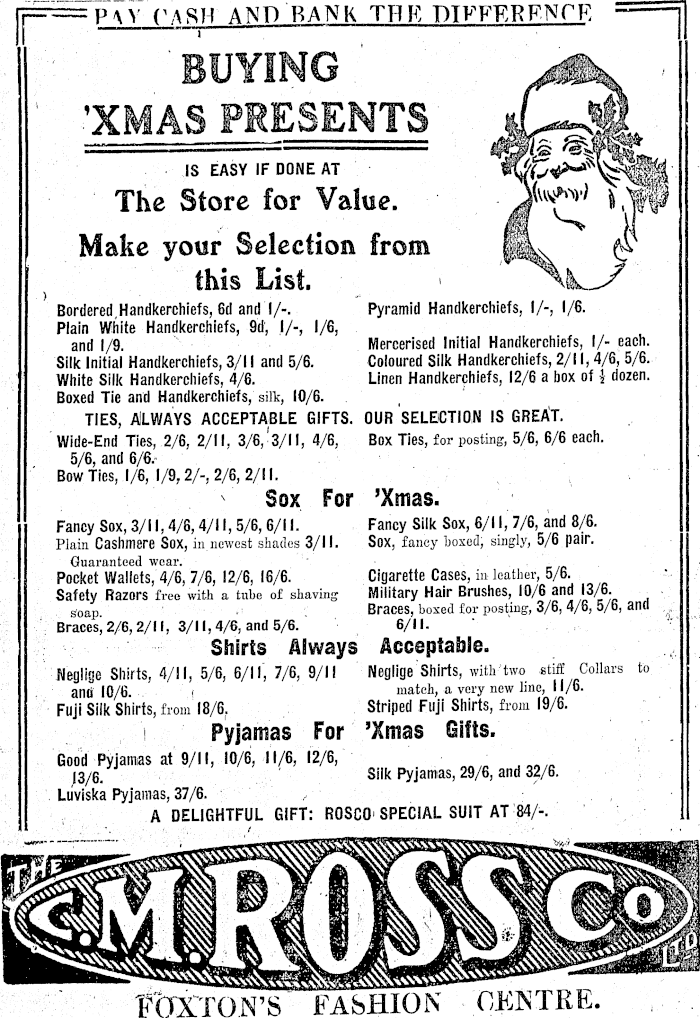 PAY CASH AND BANK THE DIFFERENCE
BUYING
'XMAS PRESENTS
IS EASY IF DONE AT
The Store for Value.
Make your Selection from
this List.
Bordered Handkerchiefs, 6d and 1/-.
Plain White Handkerchiefs, 9d, 1/-, 1/6,
and 1/9.
Silk Initial Handkerchiefs, 3/11 and 5/6.
White Silk Handkerchiefs, 4/6.
Boxed Tie and Handkerchiefs, silk, 10/6.
Pyramid Handkerchiefs, 1/-, 1/6.
Mercerised Initial Handkerchiefs, 1/- each.
Coloured Silk Handkerchiefs, 2/11, 4/6, 5/6.
Linen Handkerchiefs, 12/6 a box of ½ dozen.
TIES, ALWAYS ACCEPTABLE GIFTS. OUR SELECTION IS GREAT.
Wide-End Ties, 2/6, 2/11, 3/6, 3/11, 4/6,
5/6, and 6/6.
Bow Ties, 1/6, 1/9, 2/-, 2/6, 2/11.
Box Ties, for posting, 5/6, 6/6 each.
Sox For 'Xmas.
Fancy Sox, 3/11, 4/6, 4/11, 5/6, 6/11.
Plain Cashmere Sox, in newest shades 3/11.
Guaranteed wear.
Pocket Wallets, 4/6, 7/6, 12/6, 16/6.
Safety Razors free with a tube of shaving
soap.
Braces, 2/6, 2/11, 3/11, 4/6, and 5/6.
Fancy Silk Sox, 6/11, 7/6, and 8/6.
Sox, fancy boxed, singly, 5/6 pair.
Cigarette Cases, in leather, 5/6.
Military Hair Brushes, 10/6 and 13/6.
Braces, boxed for posting, 3/6, 4/6, 5/6, and
6/11.
Shirts Always Acceptable.
Neglige Shirts, 4/11, 5/6, 6/11, 7/6, 9/11
and 10/6.
Fuji Silk Shirts, from 18/6.
Neglige Shirts, with two stiff Collars to
match, a very new line, 11/6.
Striped Fuji Shirts, from 19/6.
Pyjamas For 'Xmas Gifts.
Good Pyjamas at 9/11, 10/6, 11/6, 12/6,
13/6.
Luviska Pyjamas, 37/6.
Silk Pyjamas, 29/6, and 32/6.
A DELIGHTFUL GIFT: ROSCO SPECIAL SUIT AT 84/-.
THE
C.M. ROSS CO
LTD
FOXTON'S FASHION CENTRE.